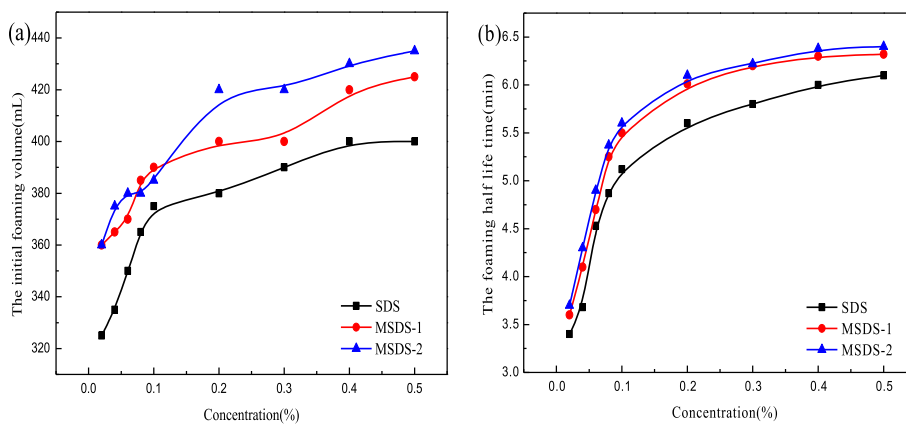 (a)
The initial foaming volume(mL)
440
420
400
380
360
340
320
0.0 0.1 0.2 0.3 0.4 0.5
Concentration(%)
SDS
MSDS-1
MSDS-2
(b)
The foaming half life time(min)
6.5
6.0
5.5
5.0
4.5
4.0
3.5
3.0
0.0 0.1 0.2 0.3 0.4 0.5
Concentration(%)
SDS
MSDS-1
MSDS-2